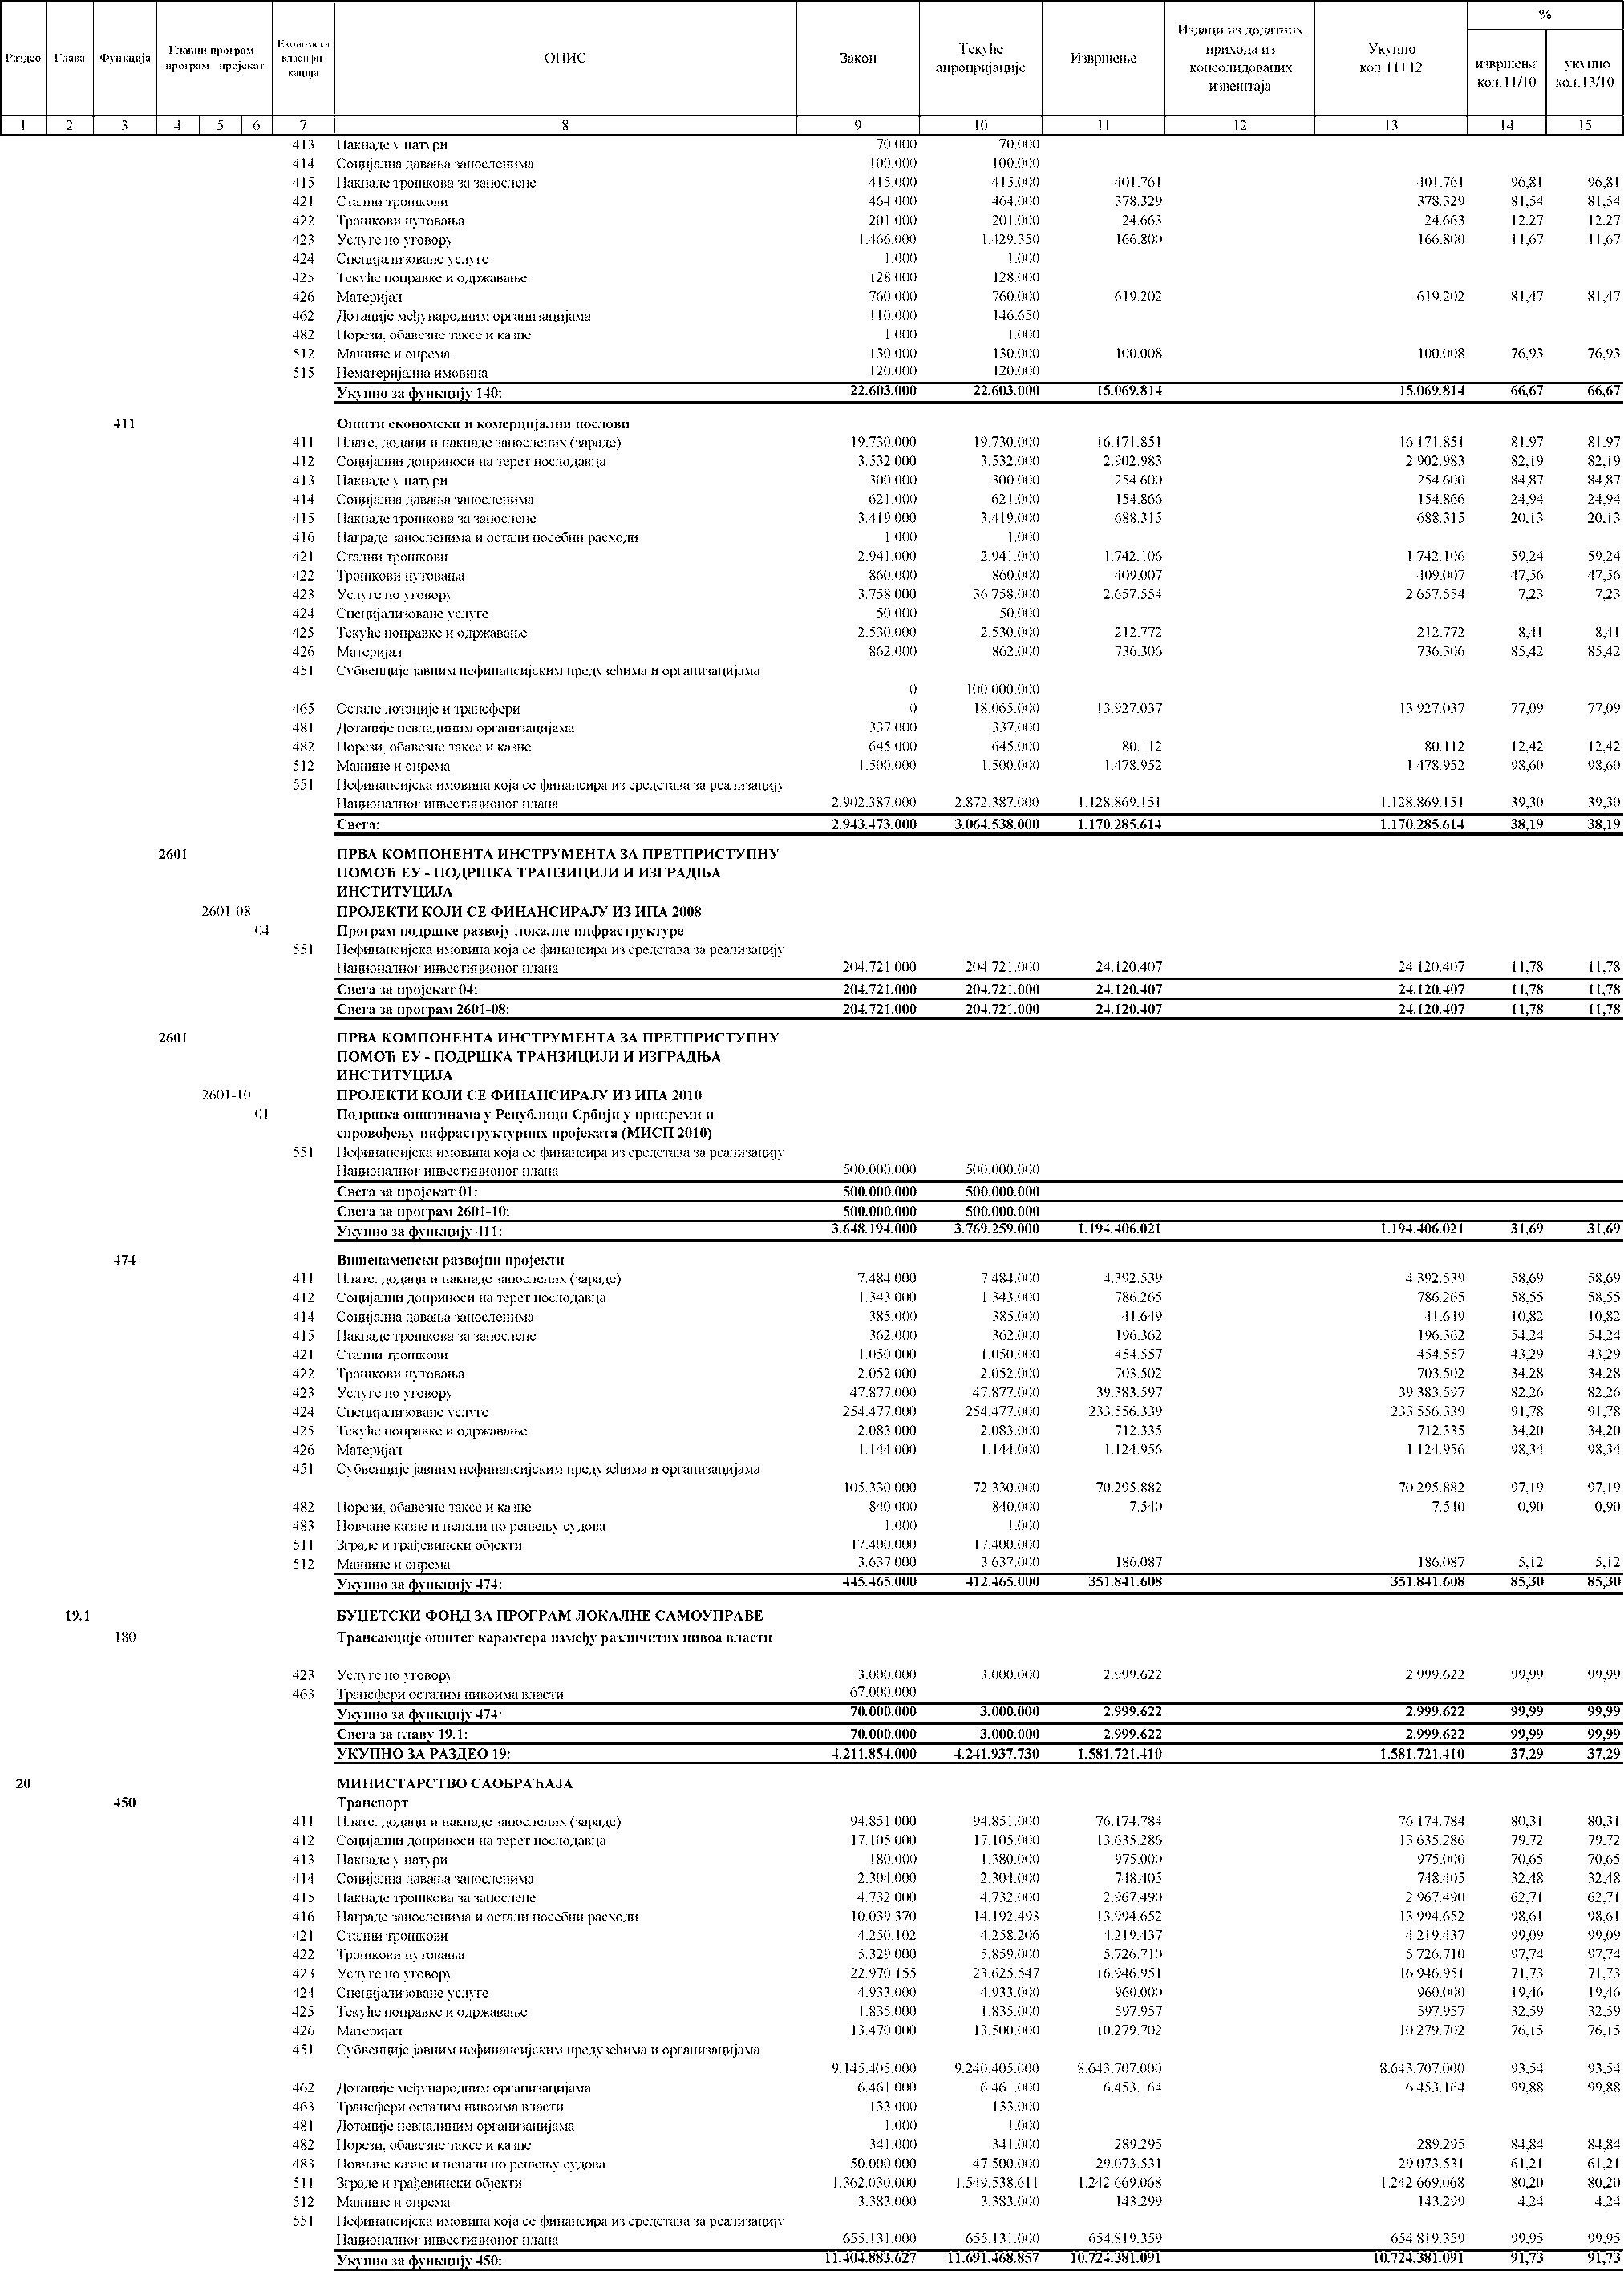 Раздео Глава Функција Главни програм програм пројекат Економска класифи-кација ОПИС Закон Текуће апропријације Извршење Издаци из додатних прихода из консолидованих извештаја Укупно кол.11+12 % извршења кол.11/10 укупно кол.13/10
1 2 3 4 5 6 7 8 9 10 11 12 13 14 15
413 Накнаде у натури 70.000 70.000
414 Социјална давања запосленима 100.000 100.000
415 Накнаде трошкова за запослене 415.000 415.000 401.761 401.761 96,81 96,81
421 Стални трошкови 464.000 464.000 378.329 378.329 81,54 81,54
422 Трошкови путовања 201.000 201.000 24.663 24.663 12,27 12,27
423 Услуге по уговору 1.466.000 1.429.350 166.800 166.800 11,67 11,67
424 Специјализоване услуге 1.000 1.000
425 Текуће поправке и одржавање 128.000 128.000
426 Материјал 760.000 760.000 619.202 619.202 81,47 81,47
462 Дотације међународним организацијама 110.000 146.650
482 Порези, обавезне таксе и казне 1.000 1.000
512 Машине и опрема 130.000 130.000 100.008 100.008 76,93 76,93
515 Нематеријална имовина 120.000 120.000
Укупно за функцију 140: 22.603.000 22.603.000 15.069.814 15.069.814 66,67 66,67
411 Општи економски и комерцијални послови
411 Плате, додаци и накнаде запослених (зараде) 19.730.000 19.730.000 16.171.851 16.171.851 81,97 81,97
412 Социјални доприноси на терет послодавца 3.532.000 3.532.000 2.902.983 2.902.983 82,19 82,19
413 Накнаде у натури 300.000 300.000 254.600 254.600 84,87 84,87
414 Социјална давања запосленима 621.000 621.000 154.866 154.866 24,94 24,94
415 Накнаде трошкова за запослене 3.419.000 3.419.000 688.315 688.315 20,13 20,13
416 Награде запосленима и остали посебни расходи 1.000 1.000
421 Стални трошкови 2.941.000 2.941.000 1.742.106 1.742.106 59,24 59,24
422 Трошкови путовања 860.000 860.000 409.007 409.007 47,56 47,56
423 Услуге по уговору 3.758.000 36.758.000 2.657.554 2.657.554 7,23 7,23
424 Специјализоване услуге 50.000 50.000
425 Текуће поправке и одржавање 2.530.000 2.530.000 212.772 212.772 8,41 8,41
426 Материјал 862.000 862.000 736.306 736.306 85,42 85,42
451 Субвенције јавним нефинансијским предузећима и организацијама
0 100.000.000
465 Остале дотације и трансфери 0 18.065.000 13.927.037 13.927.037 77,09 77,09
481 Дотације невладиним организацијама 337.000 337.000
482 Порези, обавезне таксе и казне 645.000 645.000 80.112 80.112 12,42 12,42
512 Машине и опрема 1.500.000 1.500.000 1.478.952 1.478.952 98,60 98,60
551 Нефинансијска имовина која се финансира из средстава за реализацију
Националног инвестиционог плана 2.902.387.000 2.872.387.000 1.128.869.151 1.128.869.151 39,30 39,30
Свега: 2.943.473.000 3.064.538.000 1.170.285.614 1.170.285.614 38,19 38,19
2601 ПРВА КОМПОНЕНТА ИНСТРУМЕНТА ЗА ПРЕТПРИСТУПНУ
ПОМОЋ ЕУ - ПОДРШКА ТРАНЗИЦИЈИ И ИЗГРАДЊА
ИНСТИТУЦИЈА
2601-08 ПРОЈЕКТИ КОЈИ СЕ ФИНАНСИРАЈУ ИЗ ИПА 2008
04 Програм подршке развоју локалне инфраструктуре
551 Нефинансијска имовина која се финансира из средстава за реализацију
Националног инвестиционог плана 204.721.000 204.721.000 24.120.407 24.120.407 11,78 11,78
Свега за пројекат 04: 204.721.000 204.721.000 24.120.407 24.120.407 11,78 11,78
Свега за програм 2601-08: 204.721.000 204.721.000 24.120.407 24.120.407 11,78 11,78
2601 ПРВА КОМПОНЕНТА ИНСТРУМЕНТА ЗА ПРЕТПРИСТУПНУ
ПОМОЋ ЕУ - ПОДРШКА ТРАНЗИЦИЈИ И ИЗГРАДЊА
ИНСТИТУЦИЈА
2601-10 ПРОЈЕКТИ КОЈИ СЕ ФИНАНСИРАЈУ ИЗ ИПА 2010
01 Подршка општинама у Републици Србији у припреми и
спровођењу инфраструктурних пројеката (МИСП 2010)
551 Нефинансијска имовина која се финансира из средстава за реализацију
Националног инвестиционог плана 500.000.000 500.000.000
Свега за пројекат 01: 500.000.000 500.000.000
Свега за програм 2601-10: 500.000.000 500.000.000
Укупно за функцију 411: 3.648.194.000 3.769.259.000 1.194.406.021 1.194.406.021 31,69 31,69
474 Вишенаменски развојни пројекти
411 Плате, додаци и накнаде запослених (зараде) 7.484.000 7.484.000 4.392.539 4.392.539 58,69 58,69
412 Социјални доприноси на терет послодавца 1.343.000 1.343.000 786.265 786.265 58,55 58,55
414 Социјална давања запосленима 385.000 385.000 41.649 41.649 10,82 10,82
415 Накнаде трошкова за запослене 362.000 362.000 196.362 196.362 54,24 54,24
421 Стални трошкови 1.050.000 1.050.000 454.557 454.557 43,29 43,29
422 Трошкови путовања 2.052.000 2.052.000 703.502 703.502 34,28 34,28
423 Услуге по уговору 47.877.000 47.877.000 39.383.597 39.383.597 82,26 82,26
424 Специјализоване услуге 254.477.000 254.477.000 233.556.339 233.556.339 91,78 91,78
425 Текуће поправке и одржавање 2.083.000 2.083.000 712.335 712.335 34,20 34,20
426 Материјал 1.144.000 1.144.000 1.124.956 1.124.956 98,34 98,34
451 Субвенције јавним нефинансијским предузећима и организацијама
105.330.000 72.330.000 70.295.882 70.295.882 97,19 97,19
482 Порези, обавезне таксе и казне 840.000 840.000 7.540 7.540 0,90 0,90
483 Новчане казне и пенали по решењу судова 1.000 1.000
511 Зграде и грађевински објекти 17.400.000 17.400.000
512 Машине и опрема 3.637.000 3.637.000 186.087 186.087 5,12 5,12
Укупно за функцију 474: 445.465.000 412.465.000 351.841.608 351.841.608 85,30 85,30
19.1 БУЏЕТСКИ ФОНД ЗА ПРОГРАМ ЛОКАЛНЕ САМОУПРАВЕ
180 Трансакције општег карактера између различитих нивоа власти
423 Услуге по уговору 3.000.000 3.000.000 2.999.622 2.999.622 99,99 99,99
463 Трансфери осталим нивоима власти 67.000.000
Укупно за функцију 474: 70.000.000 3.000.000 2.999.622 2.999.622 99,99 99,99
Свега за главу 19.1: 70.000.000 3.000.000 2.999.622 2.999.622 99,99 99,99
УКУПНО ЗА РАЗДЕО 19: 4.211.854.000 4.241.937.730 1.581.721.410 1.581.721.410 37,29 37,29
20 МИНИСТАРСТВО САОБРАЋАЈА
450 Транспорт
411 Плате, додаци и накнаде запослених (зараде) 94.851.000 94.851.000 76.174.784 76.174.784 80,31 80,31
412 Социјални доприноси на терет послодавца 17.105.000 17.105.000 13.635.286 13.635.286 79,72 79,72
413 Накнаде у натури 180.000 1.380.000 975.000 975.000 70,65 70,65
414 Социјална давања запосленима 2.304.000 2.304.000 748.405 748.405 32,48 32,48
415 Накнаде трошкова за запослене 4.732.000 4.732.000 2.967.490 2.967.490 62,71 62,71
416 Награде запосленима и остали посебни расходи 10.039.370 14.192.493 13.994.652 13.994.652 98,61 98,61
421 Стални трошкови 4.250.102 4.258.206 4.219.437 4.219.437 99,09 99,09
422 Трошкови путовања 5.329.000 5.859.000 5.726.710 5.726.710 97,74 97,74
423 Услуге по уговору 22.970.155 23.625.547 16.946.951 16.946.951 71,73 71,73
424 Специјализоване услуге 4.933.000 4.933.000 960.000 960.000 19,46 19,46
425 Текуће поправке и одржавање 1.835.000 1.835.000 597.957 597.957 32,59 32,59
426 Материјал 13.470.000 13.500.000 10.279.702 10.279.702 76,15 76,15
451 Субвенције јавним нефинансијским предузећима и организацијама
9.145.405.000 9.240.405.000 8.643.707.000 8.643.707.000 93,54 93,54
462 Дотације међународним организацијама 6.461.000 6.461.000 6.453.164 6.453.164 99,88 99,88
463 Трансфери осталим нивоима власти 133.000 133.000
481 Дотације невладиним организацијама 1.000 1.000
482 Порези, обавезне таксе и казне 341.000 341.000 289.295 289.295 84,84 84,84
483 Новчане казне и пенали по решењу судова 50.000.000 47.500.000 29.073.531 29.073.531 61,21 61,21
511 Зграде и грађевински објекти 1.362.030.000 1.549.538.611 1.242.669.068 1.242.669.068 80,20 80,20
512 Машине и опрема 3.383.000 3.383.000 143.299 143.299 4,24 4,24
551 Нефинансијска имовина која се финансира из средстава за реализацију
Националног инвестиционог плана 655.131.000 655.131.000 654.819.359 654.819.359 99,95 99,95
Укупно за функцију 450: 11.404.883.627 11.691.468.857 10.724.381.091 10.724.381.091 91,73 91,73